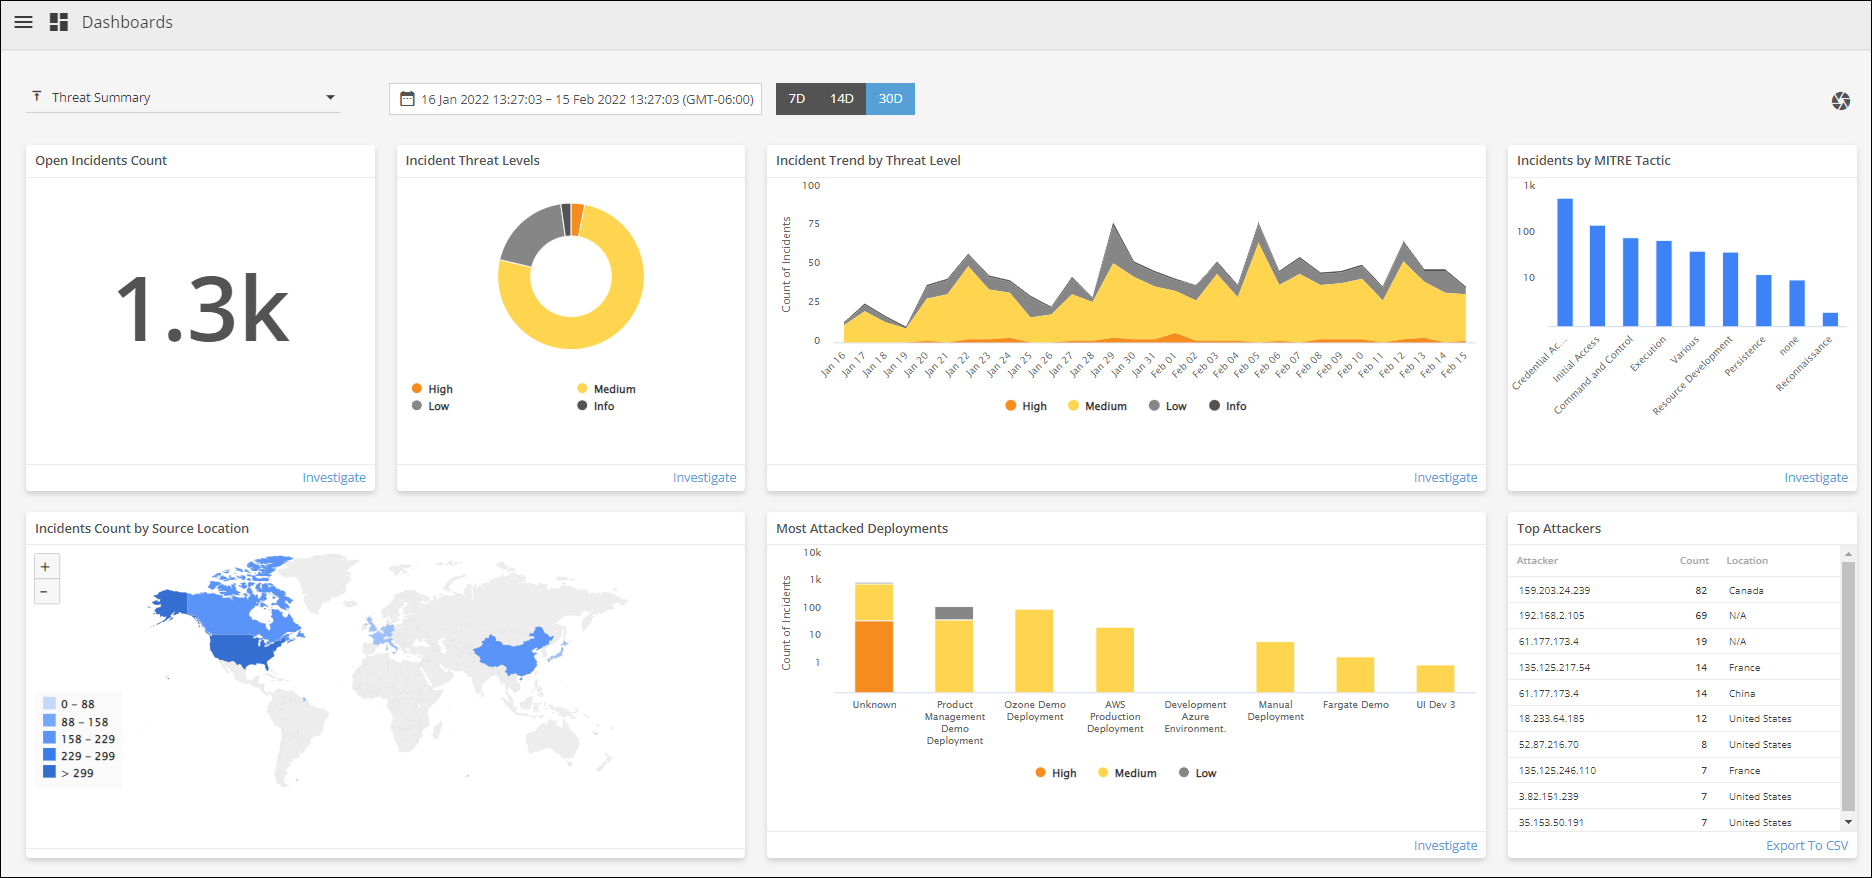 Dashboards
Threat Summary
16 Jan 2022 13:27:03 – 15 Feb 2022 13:27:03 (GMT-06:00)
7D 14D 30D
Open Incidents Count
1.3k
Investigate
Incident Threat Levels
High
Medium
Low
Info
Investigate
Incident Trend by Threat Level
Count of Incidents
100
75
50
25
0
Jan 16
Jan 17
Jan 18
Jan 19
Jan 20
Jan 21
Jan 22
Jan 23
Jan 24
Jan 25
Jan 26
Jan 27
Jan 28
Jan 29
Jan 30
Jan 31
Feb 01
Feb 02
Feb 03
Feb 04
Feb 05
Feb 06
Feb 07
Feb 08
Feb 09
Feb 10
Feb 11
Feb 12
Feb 13
Feb 14
Feb 15
High Medium Low Info
Investigate
Incidents by MITRE Tactic
1k
100
10
Credential Ac...
Initial Access
Command and Control
Execution
Various
Resource Development
Persistence
none
Reconnaissance
Investigate
Incidents Count by Source Location
+
−
0 – 88
88 – 158
158 – 229
229 – 299
> 299
Most Attacked Deployments
Count of Incidents
10k
1k
100
10
1
Unknown
Product
Management
Demo
Deployment
Ozone Demo
Deployment
AWS
Production
Deployment
Development
Azure
Environment.
Manual
Deployment
Fargate Demo
UI Dev 3
High Medium Low
Investigate
Top Attackers
Attacker Count Location
159.203.24.239 82 Canada
192.168.2.105 69 N/A
61.177.173.4 19 N/A
135.125.217.54 14 France
61.177.173.4 14 China
18.233.64.185 12 United States
52.87.216.70 8 United States
135.125.246.110 7 France
3.82.151.239 7 United States
35.153.50.191 7 United States
Export To CSV